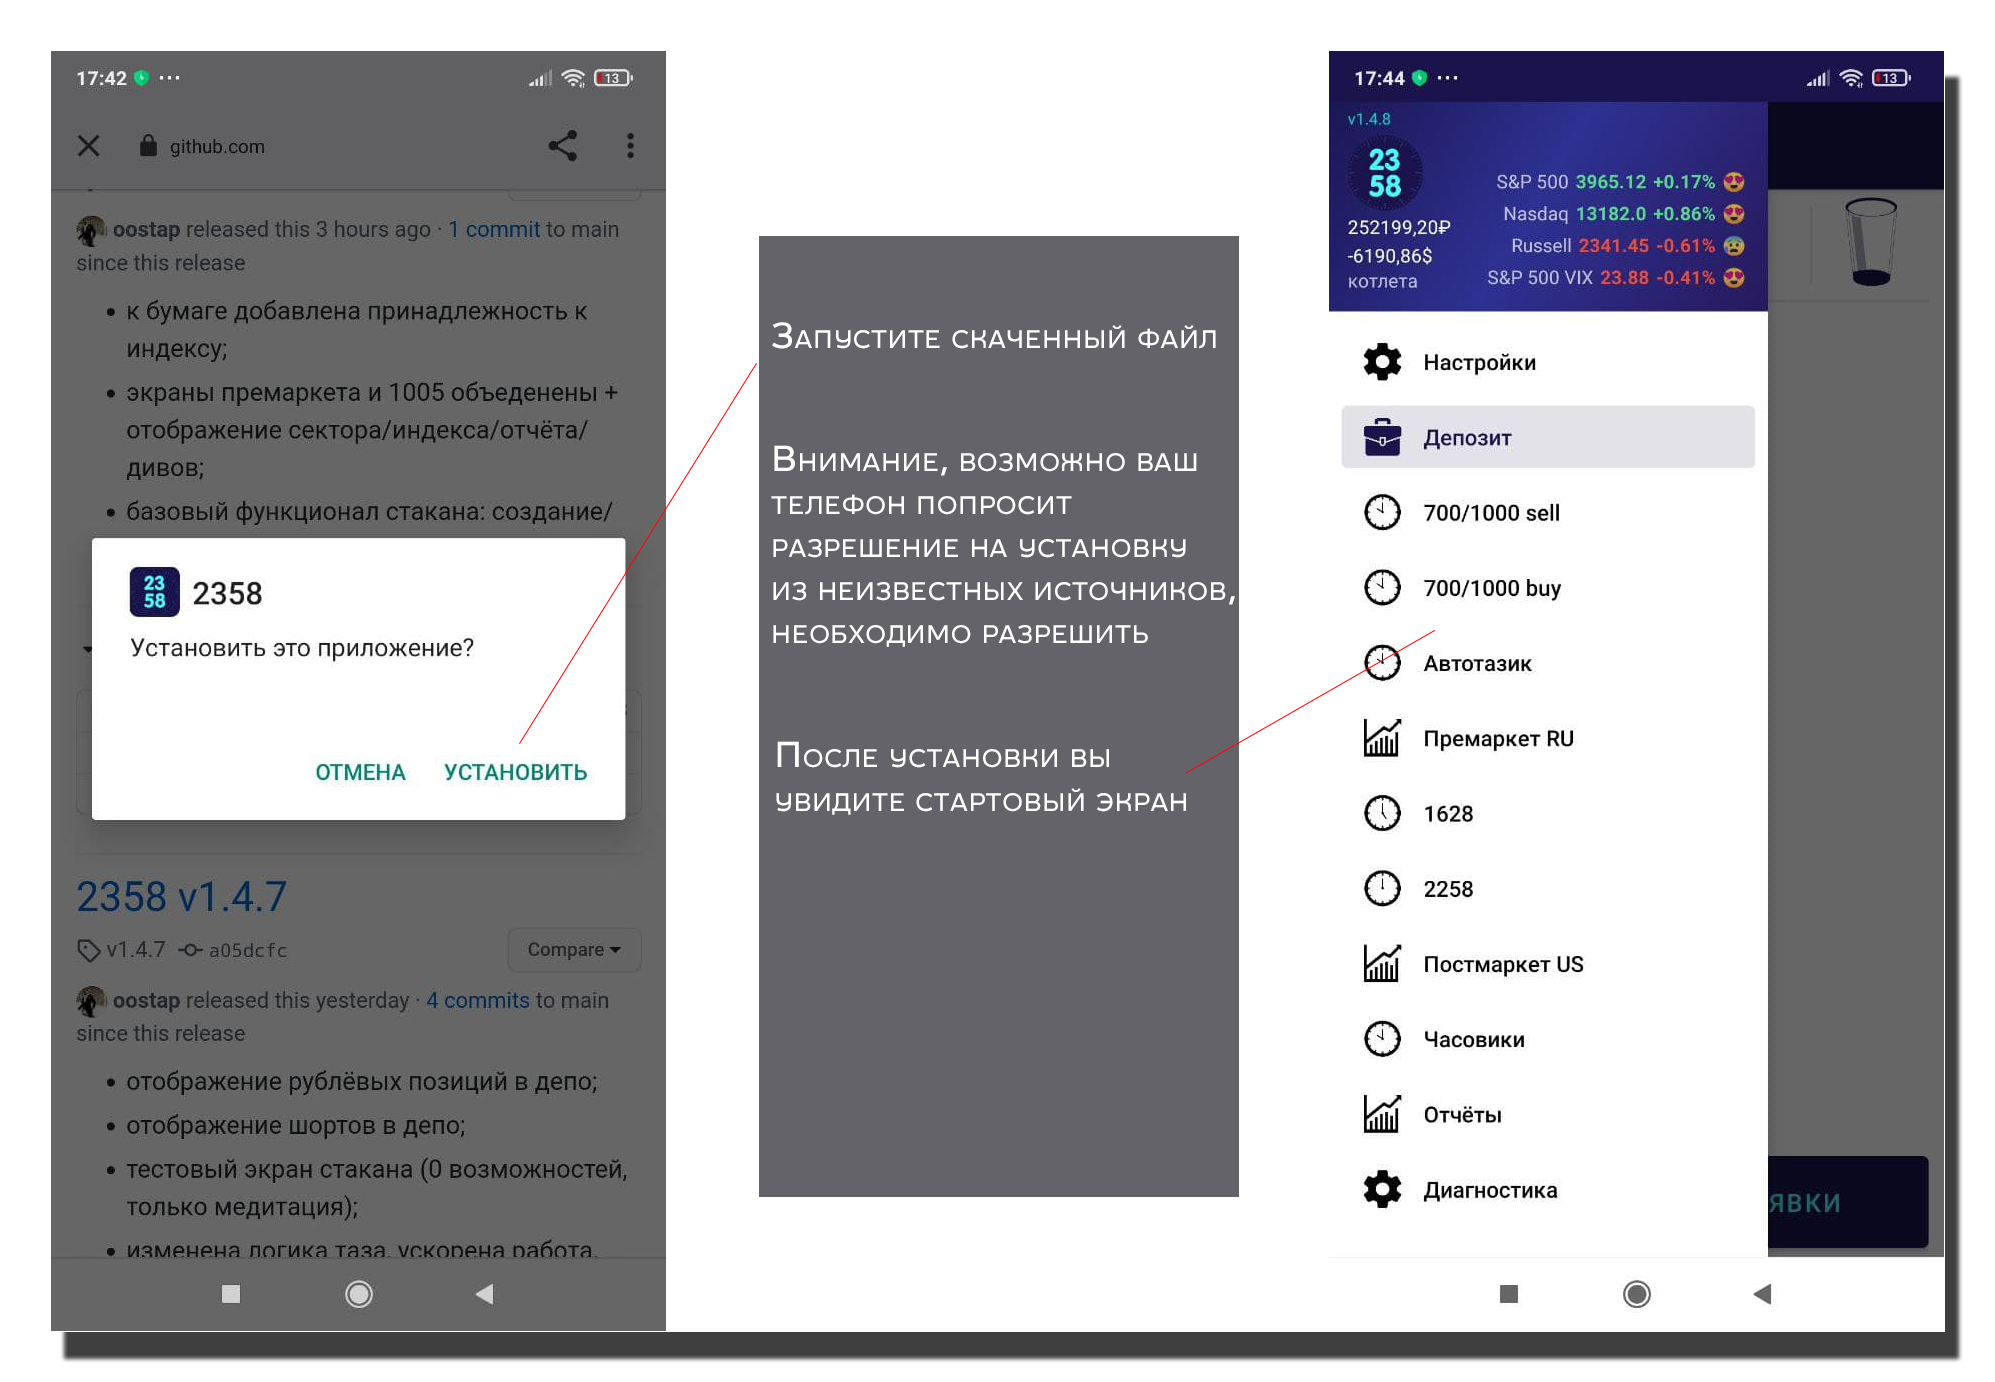 17:42
13
github.com
oostap released this 3 hours ago · 1 commit to main
since this release
• к бумаге добавлена принадлежность к
индексу;
• экраны премаркета и 1005 объеденены +
отображение сектора/индекса/отчёта/
дивов;
• базовый функционал стакана: создание/
23
58
2358
Установить это приложение?
ОТМЕНА
УСТАНОВИТЬ
2358 v1.4.7
v1.4.7
a05dcfc
Compare
oostap released this yesterday · 4 commits to main
since this release
• отображение рублёвых позиций в депо;
• отображение шортов в депо;
• тестовый экран стакана (0 возможностей,
только медитация);
• изменена логика таза, ускорена работа,
Запустите скаченный файл
Внимание, возможно ваш
телефон попросит
разрешение на установку
из неизвестных источников,
необходимо разрешить
После установки вы
увидите стартовый экран
17:44
13
v1.4.8
23
58
252199,20₽
-6190,86$
котлета
S&P 500 3965.12 +0.17% 😍
Nasdaq 13182.0 +0.86% 😍
Russell 2341.45 -0.61% 😰
S&P 500 VIX 23.88 -0.41% 😍
Настройки
Депозит
700/1000 sell
700/1000 buy
Автотазик
Премаркет RU
1628
2258
Постмаркет US
Часовики
Отчёты
Диагностика
ЯВКИ